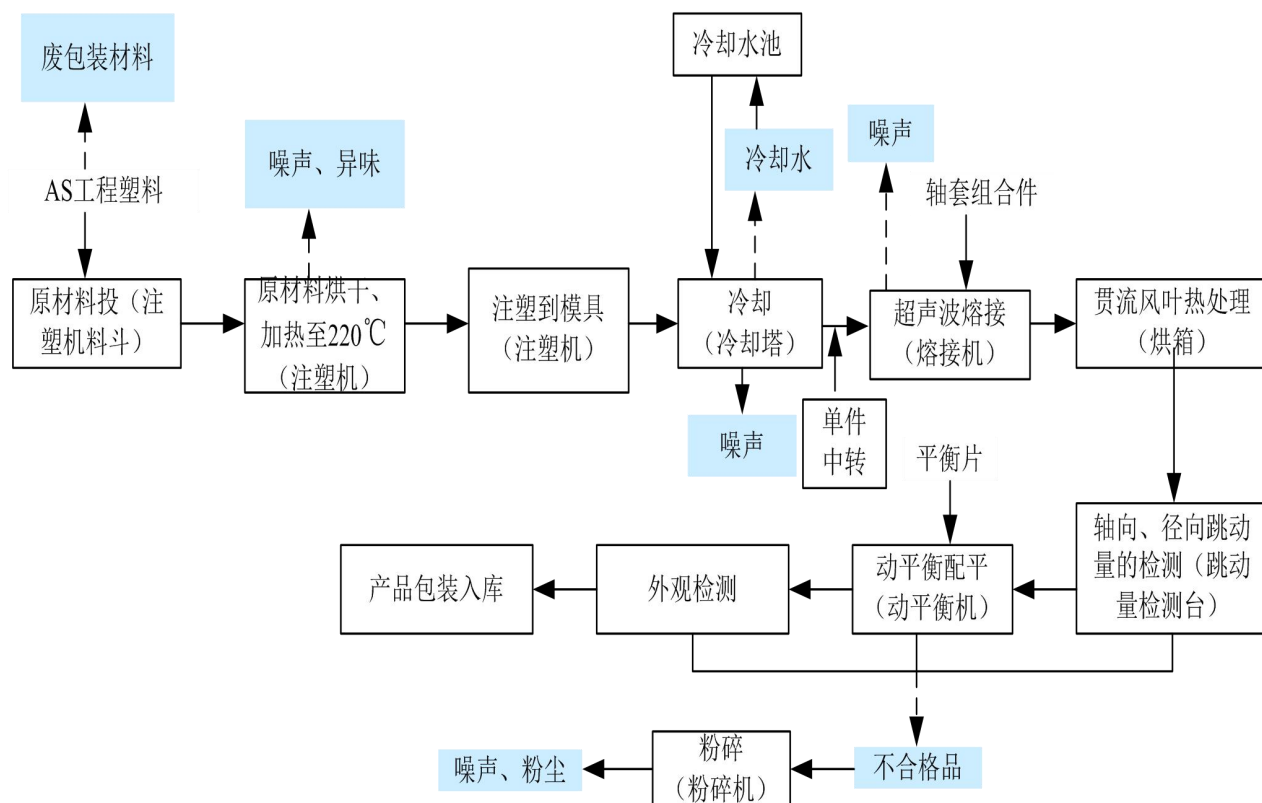 废包装材料
冷却水池
噪声、异味
冷却水
噪声
AS工程塑料
轴套组合件
原材料投（注
塑机料斗）
原材料烘干、
加热至220℃
（注塑机）
注塑到模具
（注塑机）
冷却
（冷却塔）
超声波熔接
（熔接机）
贯流风叶热处理
（烘箱）
噪声
单件
中转
平衡片
产品包装入库
外观检测
动平衡配平
（动平衡机）
轴向、径向跳动
量的检测（跳动
量检测台）
噪声、粉尘
粉碎
（粉碎机）
不合格品